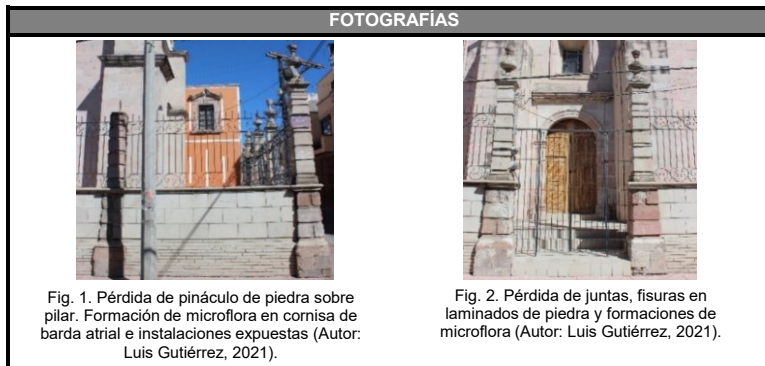 FOTOGRAFÍAS
Fig. 1. Pérdida de pináculo de piedra sobre
pilar. Formación de microflora en cornisa de
barda atrial e instalaciones expuestas (Autor:
Luis Gutiérrez, 2021).
Fig. 2. Pérdida de juntas, fisuras en
laminados de piedra y formaciones de
microflora (Autor: Luis Gutiérrez, 2021).